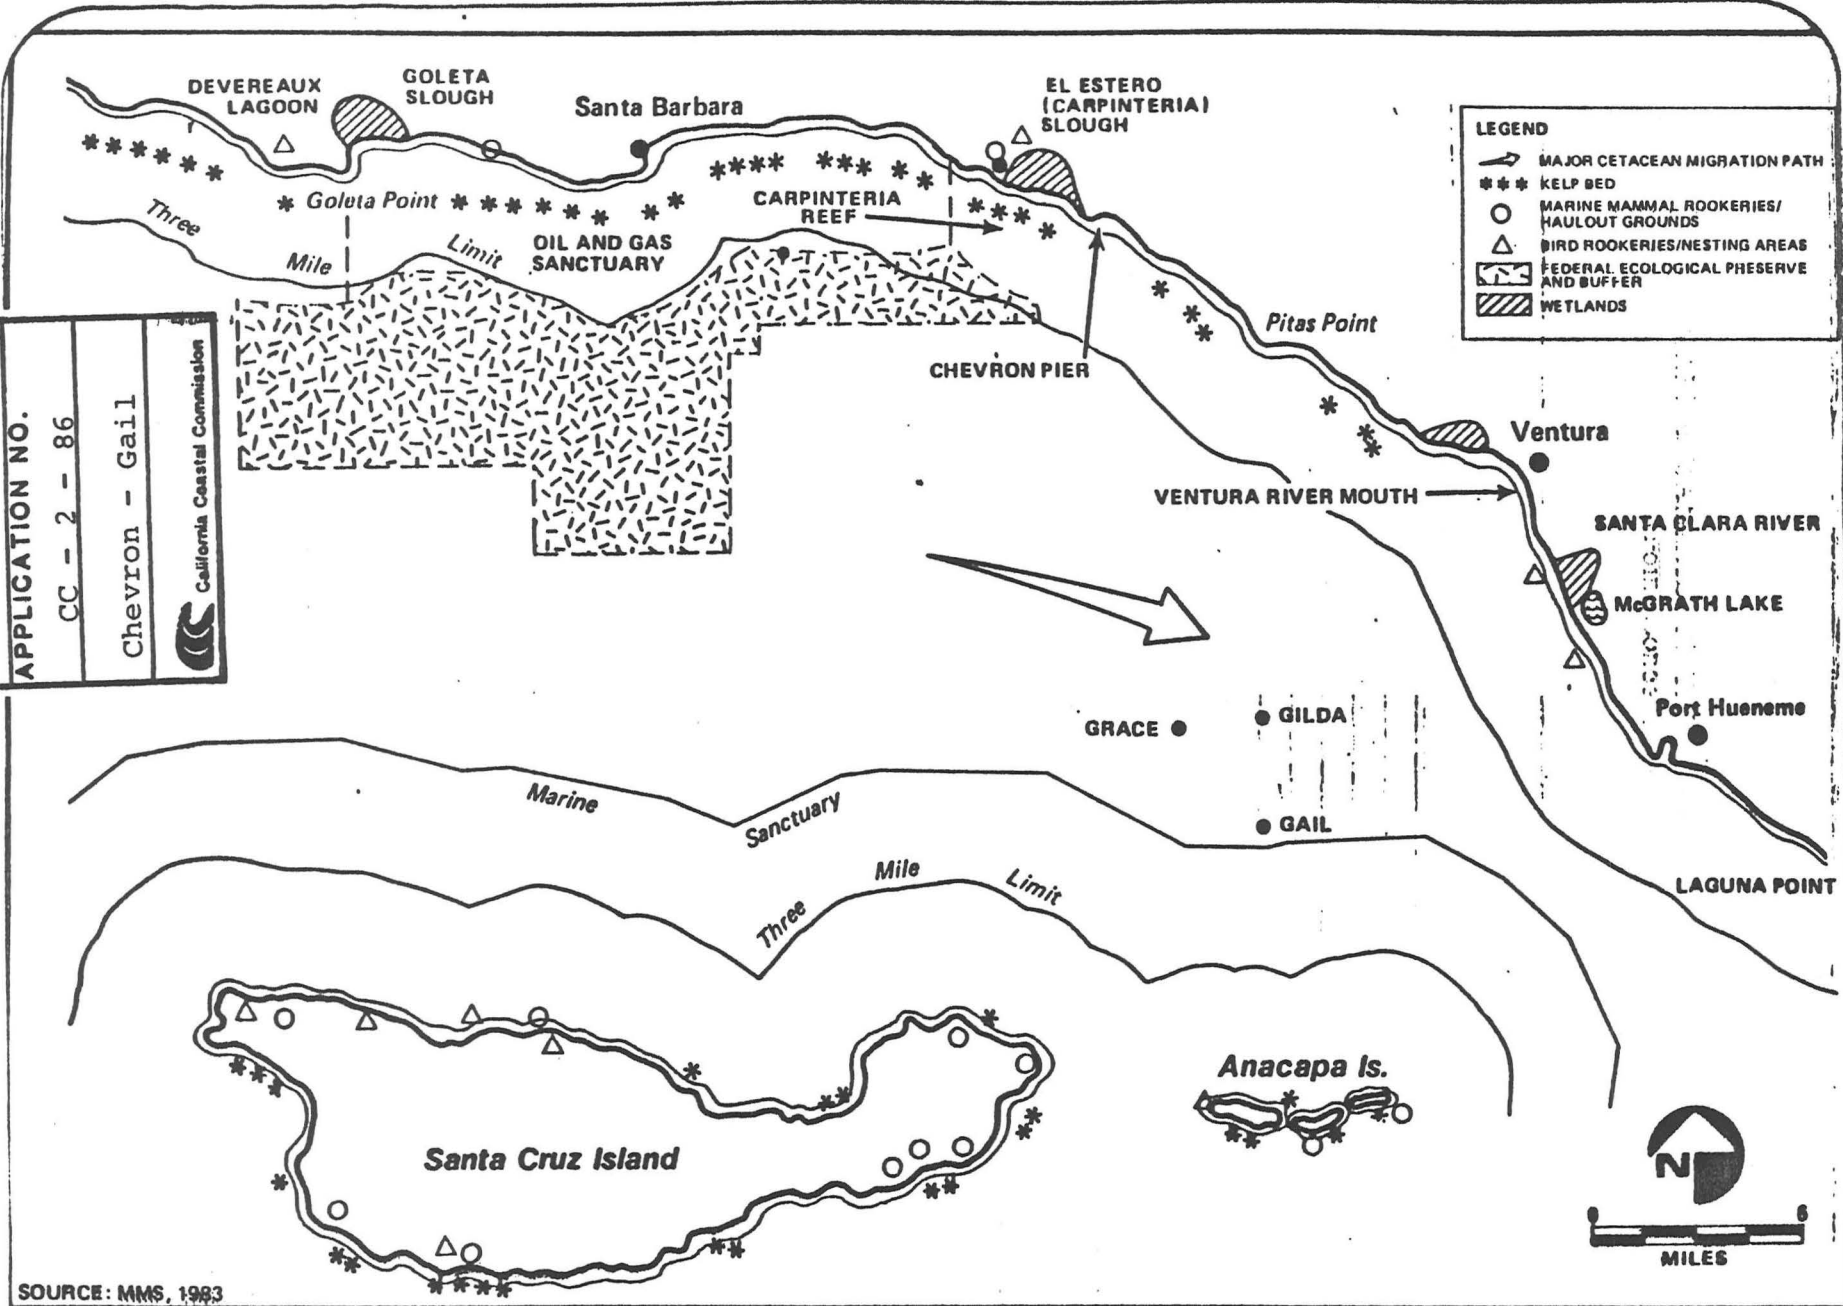 DEVEREAUX
LAGOON
GOLETA
SLOUGH
Santa Barbara
EL ESTERO
(CARPINTERIA)
SLOUGH
LEGEND
MAJOR CETACEAN MIGRATION PATH
KELP BED
MARINE MAMMAL ROOKERIES/
HAULOUT GROUNDS
BIRD ROOKERIES/NESTING AREAS
FEDERAL ECOLOGICAL PRESERVE
AND BUFFER
WETLANDS
Goleta Point
CARPINTERIA
REEF
Three
Mile
Limit
OIL AND GAS
SANCTUARY
Pitas Point
CHEVRON PIER
APPLICATION NO.
CC - 2 - 86
Chevron - Gail
California Coastal Commission
Ventura
VENTURA RIVER MOUTH
SANTA CLARA RIVER
McGRATH LAKE
Port Hueneme
GRACE
GILDA
GAIL
Marine
Sanctuary
Three
Mile
Limit
LAGUNA POINT
Anacapa Is.
Santa Cruz Island
N
0 6
MILES
SOURCE: MMS, 1983